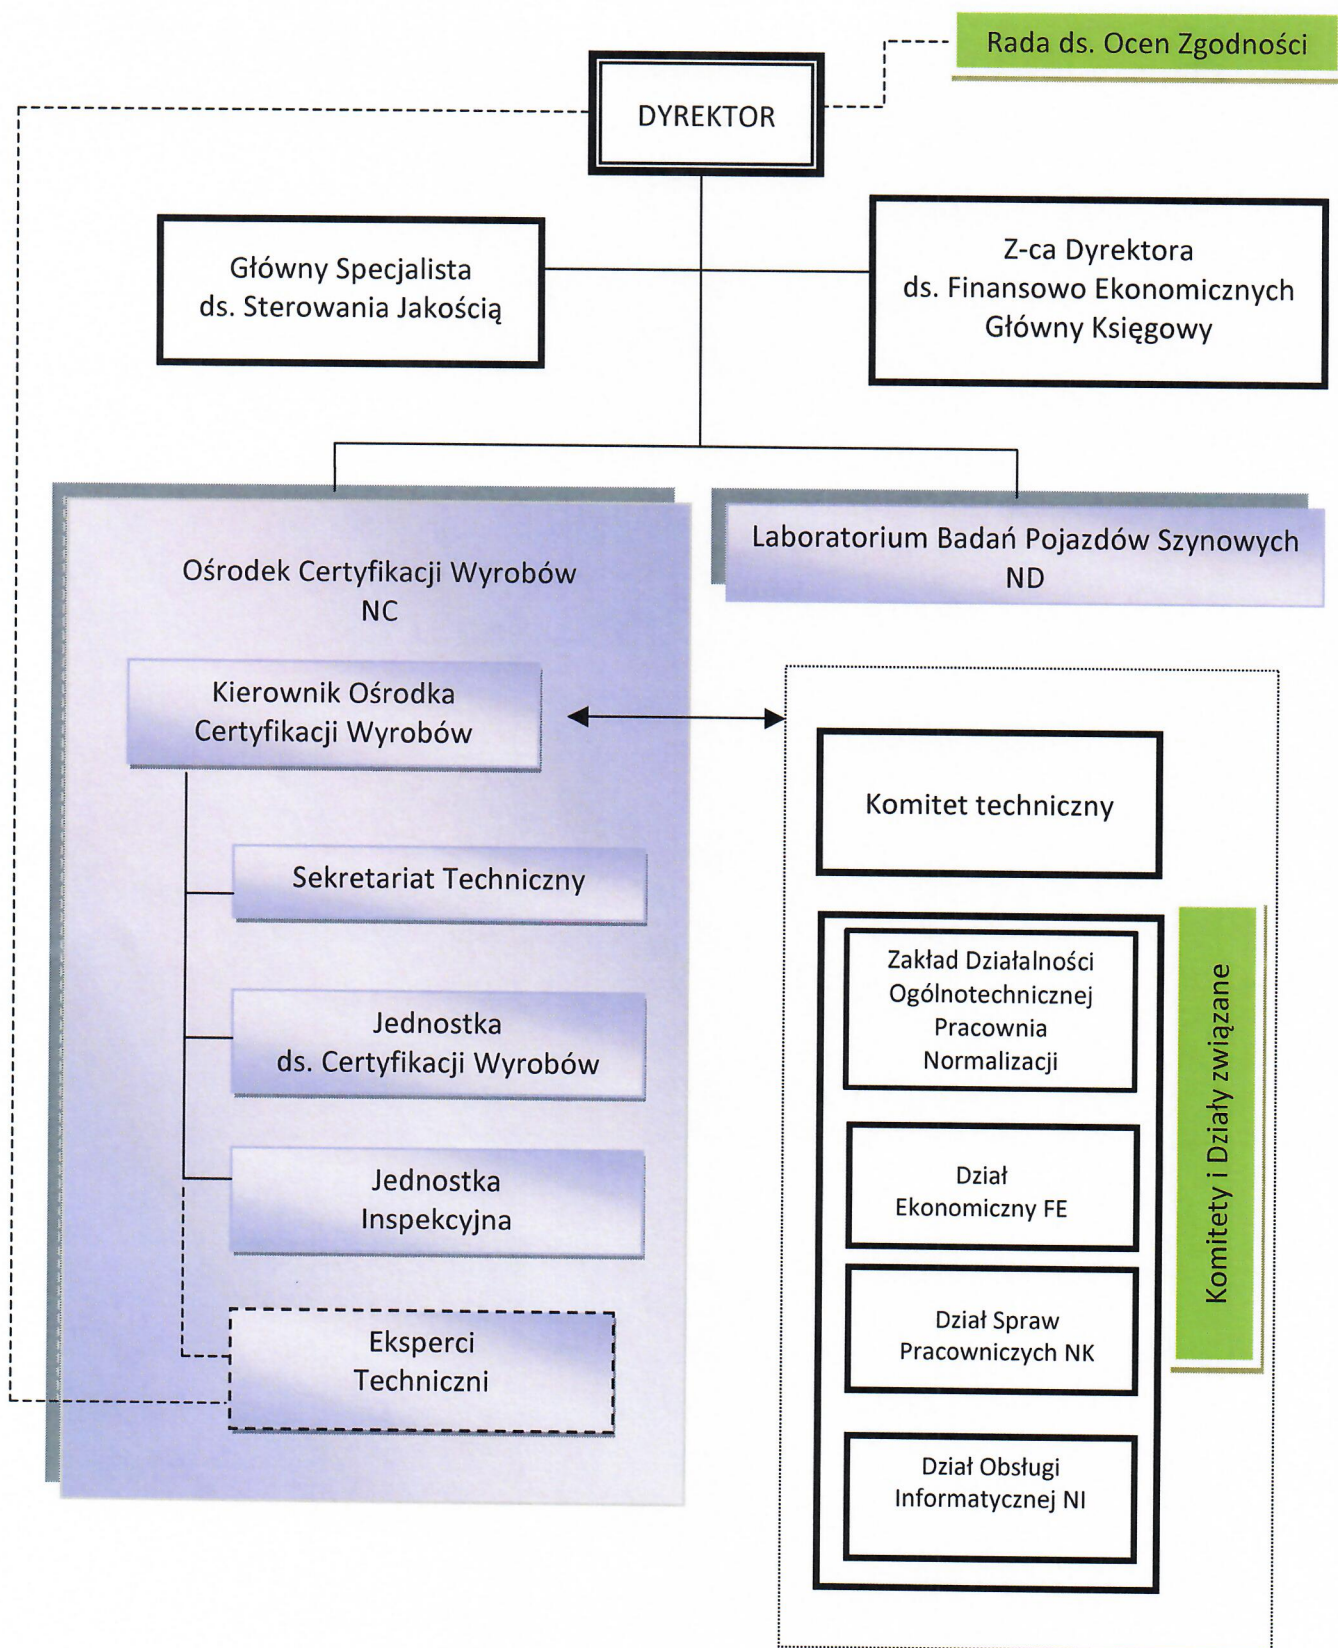 Rada ds. Ocen Zgodności
DYREKTOR
Główny Specjalista
ds. Sterowania Jakością
Z-ca Dyrektora
ds. Finansowo Ekonomicznych
Główny Księgowy
Ośrodek Certyfikacji Wyrobów
NC
Laboratorium Badań Pojazdów Szynowych
ND
Kierownik Ośrodka
Certyfikacji Wyrobów
Sekretariat Techniczny
Jednostka
ds. Certyfikacji Wyrobów
Jednostka
Inspekcyjna
Eksperci
Techniczni
Komitet techniczny
Zakład Działalności
Ogólnotechnicznej
Pracownia
Normalizacji
Dział
Ekonomiczny FE
Dział Spraw
Pracowniczych NK
Dział Obsługi
Informatycznej NI
Komitety i Działy związane